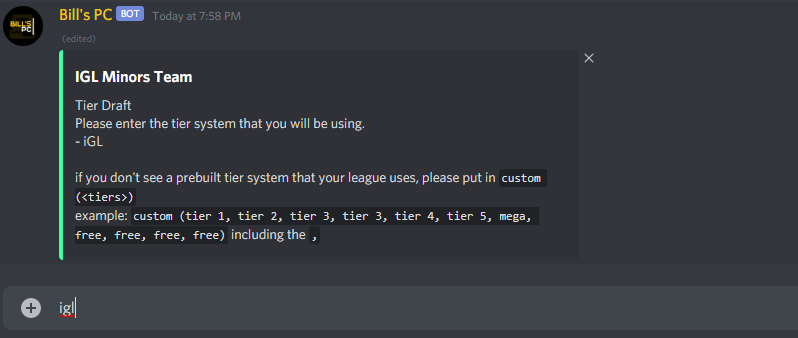 BILL'S
PC
Bill's PC BOT Today at 7:58 PM
(edited)
IGL Minors Team
Tier Draft
Please enter the tier system that you will be using.
- iGL
if you don't see a prebuilt tier system that your league uses, please put in custom
(<tiers>)
example: custom (tier 1, tier 2, tier 3, tier 3, tier 4, tier 5, mega,
free, free, free, free) including the ,
igl